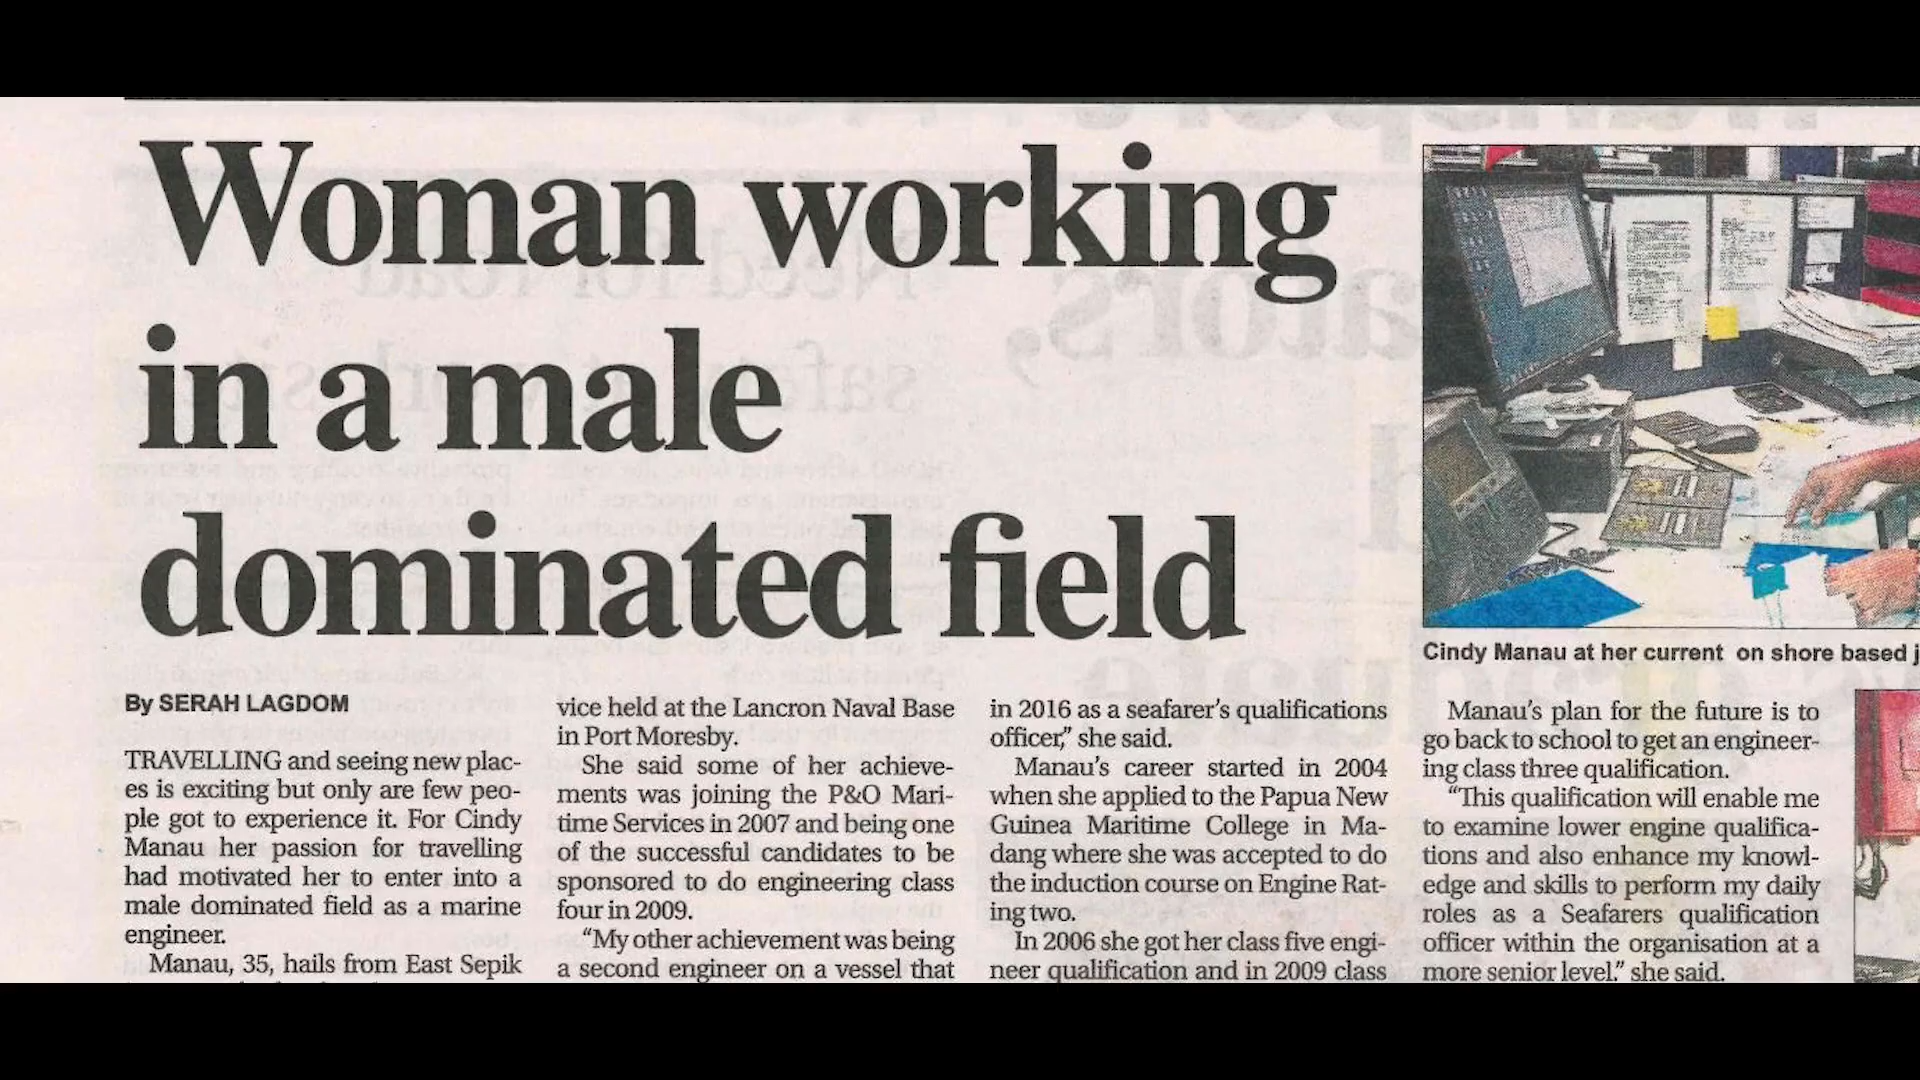 Woman working
in a male
dominated field
By SERAH LAGDOM
TRAVELLING and seeing new plac-
es is exciting but only are few peo-
ple got to experience it. For Cindy
Manau her passion for travelling
had motivated her to enter into a
male dominated field as a marine
engineer.
Manau, 35, hails from East Sepik
vice held at the Lancron Naval Base
in Port Moresby.
She said some of her achieve-
ments was joining the P&O Mari-
time Services in 2007 and being one
of the successful candidates to be
sponsored to do engineering class
four in 2009.
“My other achievement was being
a second engineer on a vessel that
in 2016 as a seafarer’s qualifications
officer,” she said.
Manau’s career started in 2004
when she applied to the Papua New
Guinea Maritime College in Ma-
dang where she was accepted to do
the induction course on Engine Rat-
ing two.
In 2006 she got her class five engi-
neer qualification and in 2009 class
Cindy Manau at her current on shore based j
Manau’s plan for the future is to
go back to school to get an engineer-
ing class three qualification.
“This qualification will enable me
to examine lower engine qualifica-
tions and also enhance my knowl-
edge and skills to perform my daily
roles as a Seafarers qualification
officer within the organisation at a
more senior level.” she said.